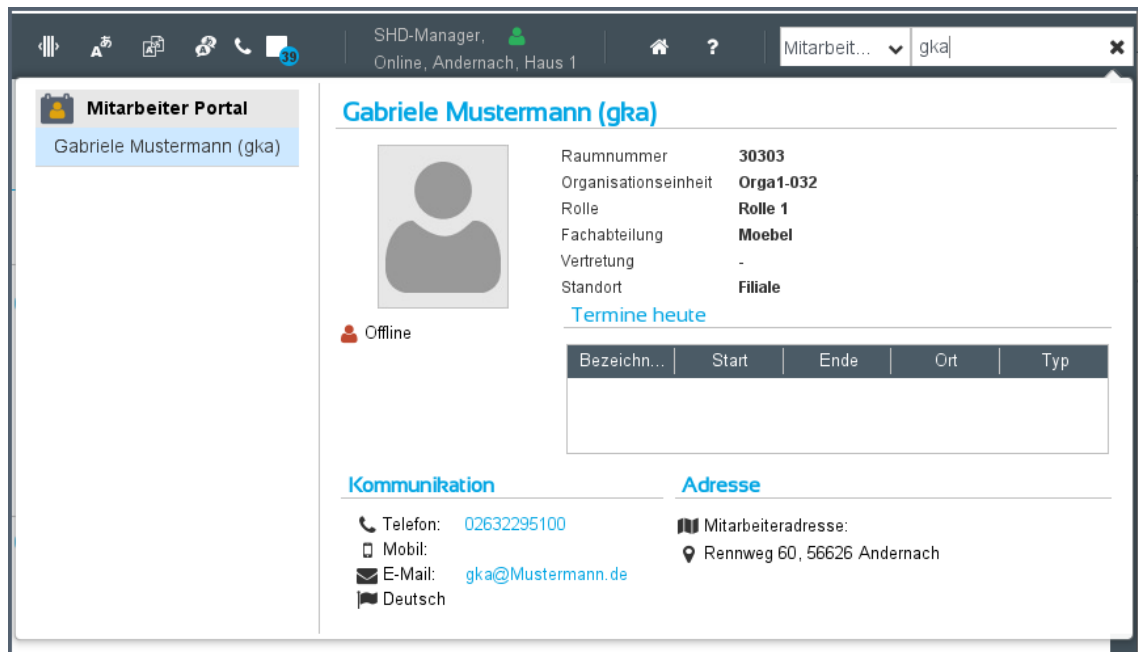 39
SHD-Manager,
Online, Andernach, Haus 1
?
Mitarbeit...
gka
Mitarbeiter Portal
Gabriele Mustermann (gka)
Gabriele Mustermann (gka)
Raumnummer 30303
Organisationseinheit Orga1-032
Rolle Rolle 1
Fachabteilung Moebel
Vertretung -
Standort Filiale
Offline
Termine heute
Bezeichn... Start Ende Ort Typ
Kommunikation
Telefon: 02632295100
Mobil:
E-Mail: gka@Mustermann.de
Deutsch
Adresse
Mitarbeiteradresse:
Rennweg 60, 56626 Andernach